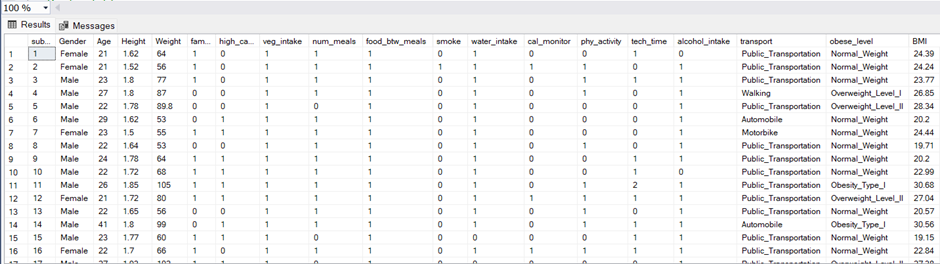 100 %
Results Messages
sub... Gender Age Height Weight fam... high_ca... veg_intake num_meals food_btw_meals smoke water_intake cal_monitor phy_activity tech_time alcohol_intake transport obese_level BMI
1 1 Female 21 1.62 64 1 0 1 1 1 0 1 0 0 1 0 Public_Transportation Normal_Weight 24.39
2 2 Female 21 1.52 56 1 0 1 1 1 1 1 1 1 0 1 Public_Transportation Normal_Weight 24.24
3 3 Male 23 1.8 77 1 0 1 1 1 0 1 0 1 1 1 Public_Transportation Normal_Weight 23.77
4 4 Male 27 1.8 87 0 0 1 1 1 0 1 0 1 0 1 Walking Overweight_Level_I 26.85
5 5 Male 22 1.78 89.8 0 0 1 0 1 0 1 0 0 0 1 Public_Transportation Overweight_Level_II 28.34
6 6 Male 29 1.62 53 0 1 1 1 1 0 1 0 0 0 1 Automobile Normal_Weight 20.2
7 7 Female 23 1.5 55 1 1 1 1 1 0 1 0 1 0 1 Motorbike Normal_Weight 24.44
8 8 Male 22 1.64 53 0 0 1 1 1 0 1 0 1 0 1 Public_Transportation Normal_Weight 19.71
9 9 Male 24 1.78 64 1 1 1 1 1 0 1 0 1 1 1 Public_Transportation Normal_Weight 20.2
10 10 Male 22 1.72 68 1 1 1 1 1 0 1 0 1 1 0 Public_Transportation Normal_Weight 22.99
11 11 Male 26 1.85 105 1 1 1 1 1 0 1 0 1 2 1 Public_Transportation Obesity_Type_I 30.68
12 12 Female 21 1.72 80 1 1 1 1 1 0 1 0 1 1 1 Public_Transportation Overweight_Level_II 27.04
13 13 Male 22 1.65 56 0 0 1 1 1 0 1 0 1 0 1 Public_Transportation Normal_Weight 20.57
14 14 Male 41 1.8 99 0 1 1 1 1 0 1 0 1 1 1 Automobile Obesity_Type_I 30.56
15 15 Male 23 1.77 60 1 1 1 0 1 0 1 0 1 0 1 Public_Transportation Normal_Weight 19.15
16 16 Female 22 1.7 66 1 0 1 1 1 0 1 1 1 0 1 Public_Transportation Normal_Weight 22.84